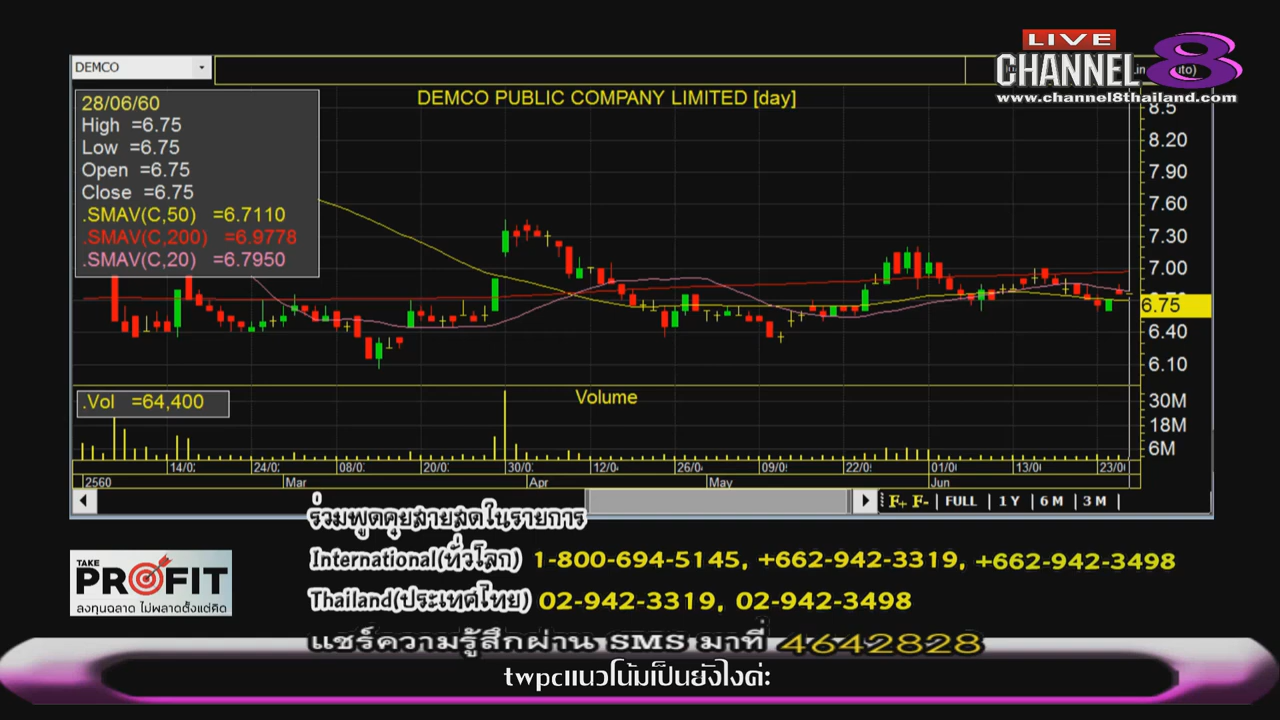 LIVE
CHANNEL 8
www.channel8thailand.com
DEMCO
28/06/60
High =6.75
Low =6.75
Open =6.75
Close =6.75
.SMAV(C,50) =6.7110
.SMAV(C,200) =6.9778
.SMAV(C,20) =6.7950
DEMCO PUBLIC COMPANY LIMITED [day]
8.20
7.90
7.60
7.30
7.00
6.75
6.40
6.10
.Vol =64,400
Volume
30M
18M
6M
14/0 24/0 08/0 20/0 30/0 12/0 26/0 09/0 22/0 01/0 13/0 23/0
2560 Mar Apr May Jun
F+ F- | FULL | 1 Y | 6 M | 3 M |
ร่วมพูดคุยสายสดในรายการ
International(ทั่วโลก) 1-800-694-5145, +662-942-3319, +662-942-3498
Thailand(ประเทศไทย) 02-942-3319, 02-942-3498
แชร์ความรู้สึกผ่าน SMS มาที่ 4642828
TAKE
PROFIT
ลงทุนฉลาด ไม่พลาดตั้งแต่คิด
twpcแนวโน้มเป็นยังไงค่ะ